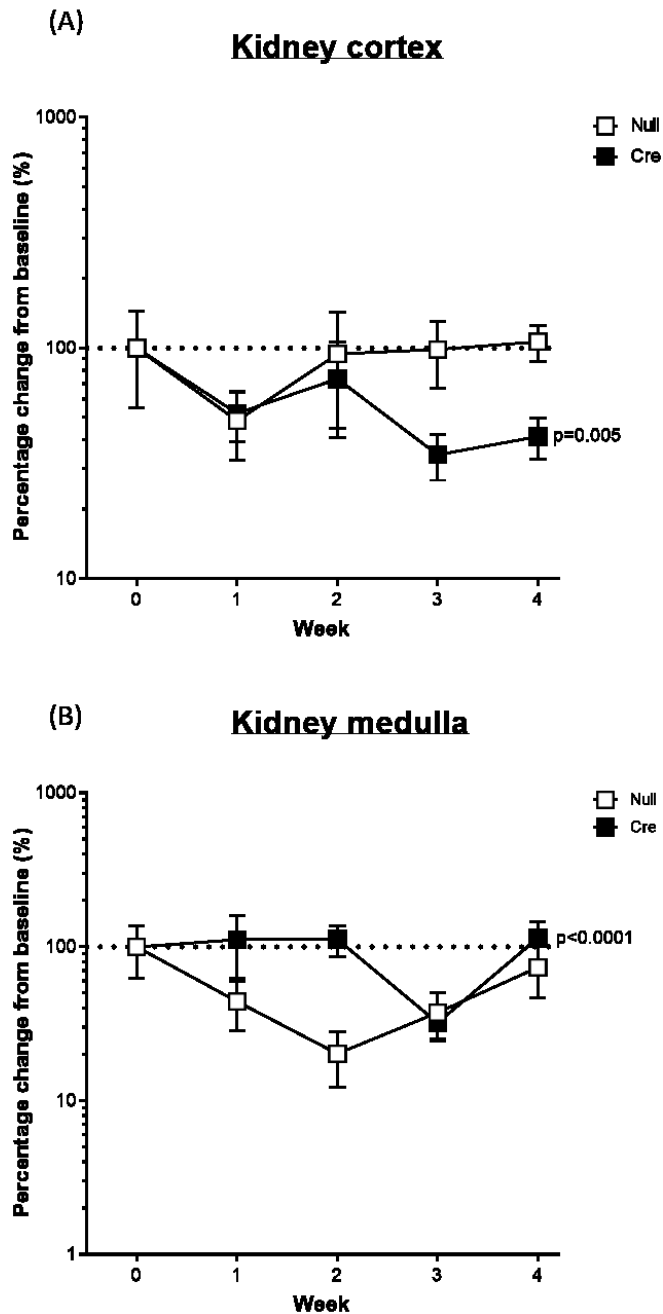 (A)
Kidney cortex
Percentage change from baseline (%)
1000
100
10
Null
Cre
p=0.005
0 1 2 3 4
Week
(B)
Kidney medulla
Percentage change from baseline (%)
1000
100
10
1
Null
Cre
p<0.0001
0 1 2 3 4
Week